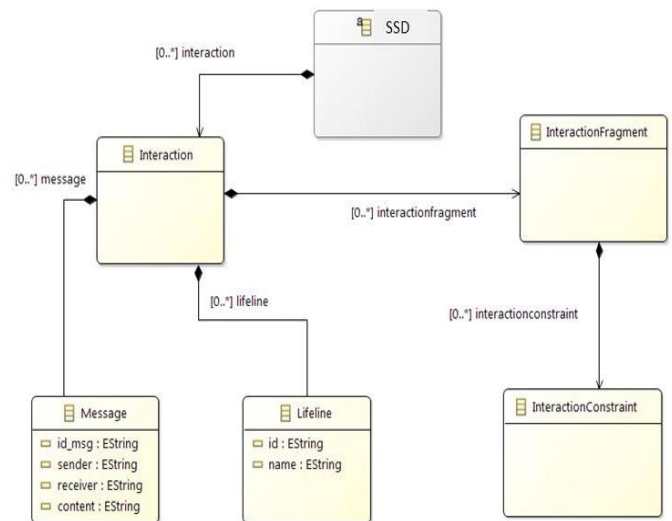 a SSD
[0..*] interaction
InteractionFragment
Interaction
[0..*] message
[0..*] interactionfragment
[0..*] lifeline
[0..*] interactionconstraint
Message
id_msg : EString
sender : EString
receiver : EString
content : EString
Lifeline
id : EString
name : EString
InteractionConstraint